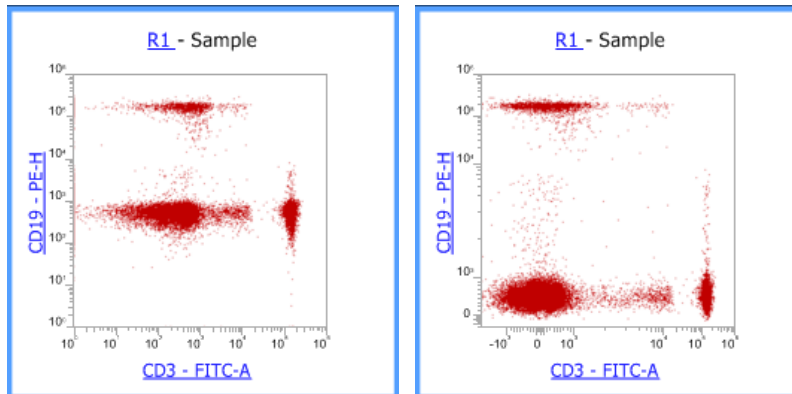 R1 - Sample
10⁶
10⁵
10⁴
10³
10²
10¹
10⁰
CD19 - PE-H
10⁰ 10¹ 10² 10³ 10⁴ 10⁵ 10⁶
CD3 - FITC-A
R1 - Sample
10⁶
10⁵
10⁴
10³
0
CD19 - PE-H
-10³ 0 10³ 10⁴ 10⁵ 10⁶
CD3 - FITC-A